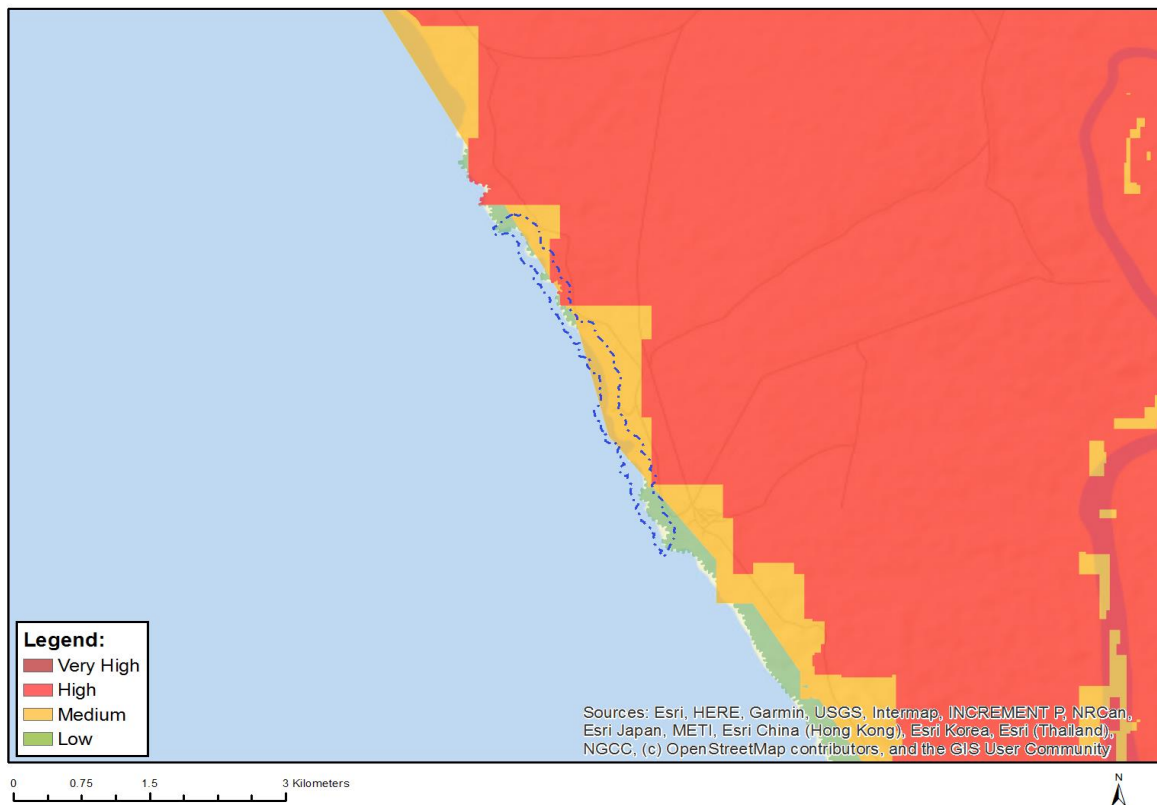 Legend:
Very High
High
Medium
Low
Sources: Esri, HERE, Garmin, USGS, Intermap, INCREMENT P, NRCan,
Esri Japan, METI, Esri China (Hong Kong), Esri Korea, Esri (Thailand),
NGCC, (c) OpenStreetMap contributors, and the GIS User Community
0 0.75 1.5 3 Kilometers
N